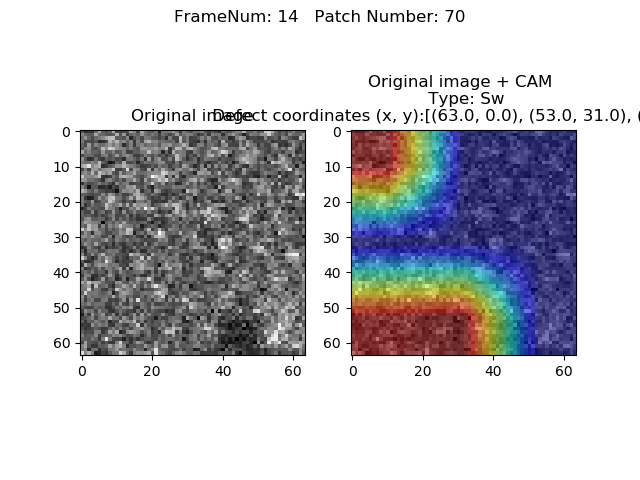 FrameNum: 14   Patch Number: 70
Original image + CAM
Type: Sw
Original image
Defect coordinates (x, y):[(63.0, 0.0), (53.0, 31.0), (
0
10
20
30
40
50
60
0 20 40 60
0
10
20
30
40
50
60
0 20 40 60